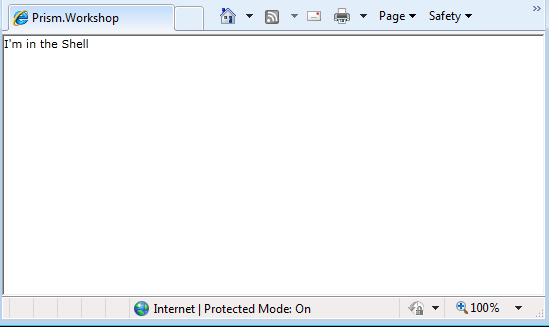 Prism.Workshop
Page
Safety
»
I'm in the Shell
Internet | Protected Mode: On
100%